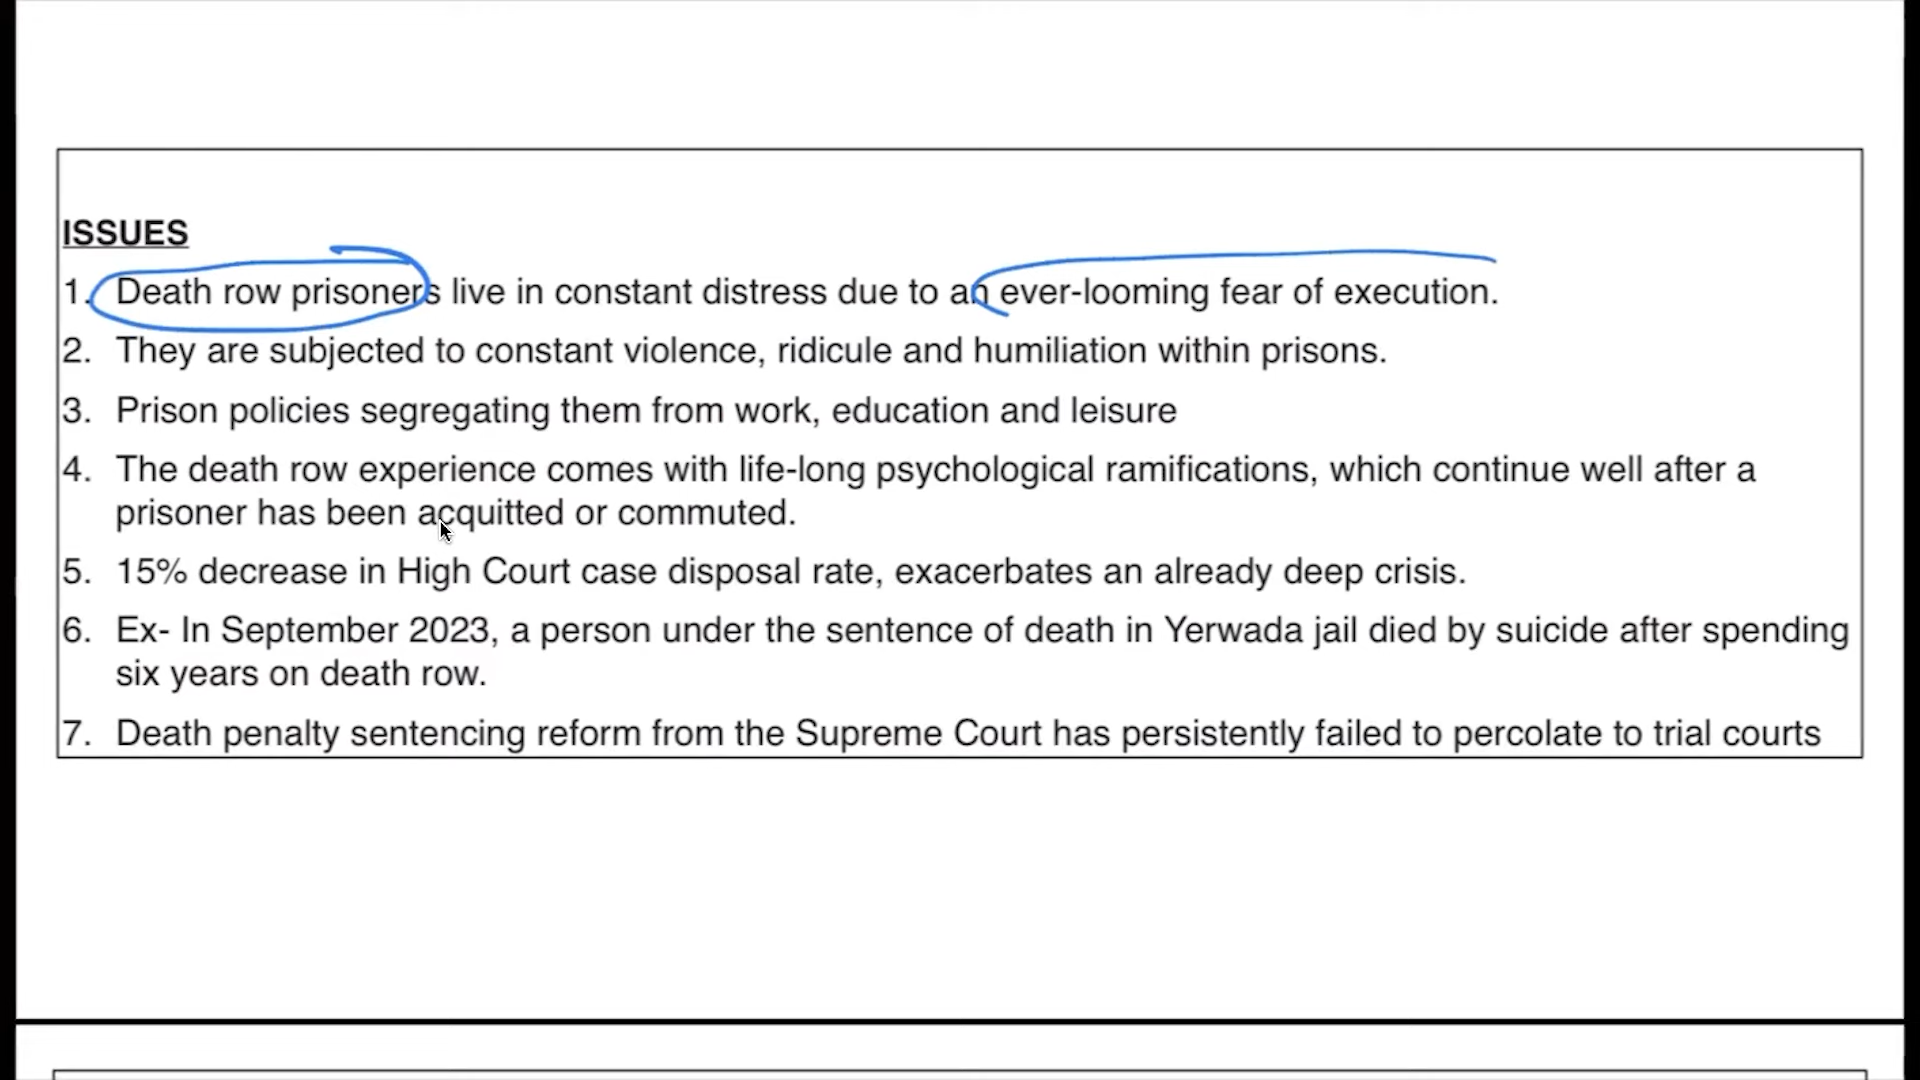 ISSUES
1. Death row prisoners live in constant distress due to an ever-looming fear of execution.
2. They are subjected to constant violence, ridicule and humiliation within prisons.
3. Prison policies segregating them from work, education and leisure
4. The death row experience comes with life-long psychological ramifications, which continue well after a
prisoner has been acquitted or commuted.
5. 15% decrease in High Court case disposal rate, exacerbates an already deep crisis.
6. Ex- In September 2023, a person under the sentence of death in Yerwada jail died by suicide after spending
six years on death row.
7. Death penalty sentencing reform from the Supreme Court has persistently failed to percolate to trial courts